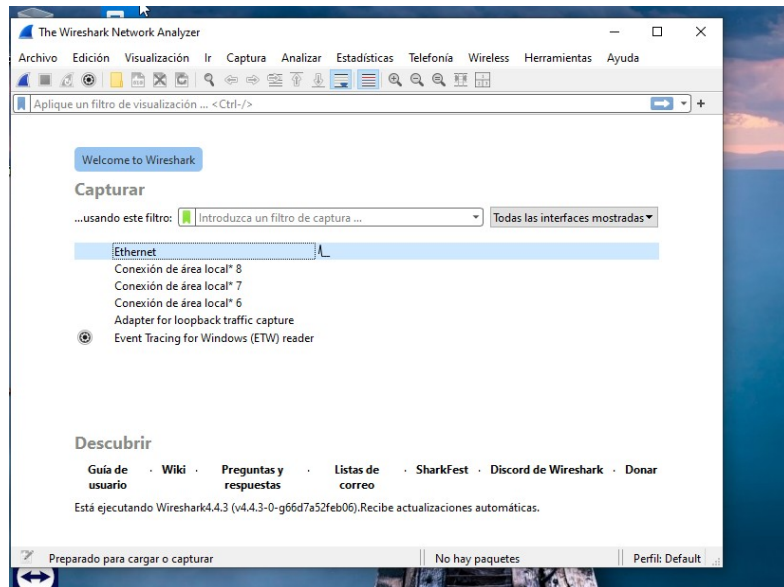 The Wireshark Network Analyzer
Archivo Edición Visualización Ir Captura Analizar Estadísticas Telefonía Wireless Herramientas Ayuda
Aplique un filtro de visualización ... <Ctrl-/>
Welcome to Wireshark
Capturar
...usando este filtro: Introduzca un filtro de captura ... Todas las interfaces mostradas
Ethernet
Conexión de área local* 8
Conexión de área local* 7
Conexión de área local* 6
Adapter for loopback traffic capture
Event Tracing for Windows (ETW) reader
Descubrir
Guía de usuario · Wiki · Preguntas y respuestas · Listas de correo · SharkFest · Discord de Wireshark · Donar
Está ejecutando Wireshark4.4.3 (v4.4.3-0-g66d7a52feb06).Recibe actualizaciones automáticas.
Preparado para cargar o capturar No hay paquetes Perfil: Default